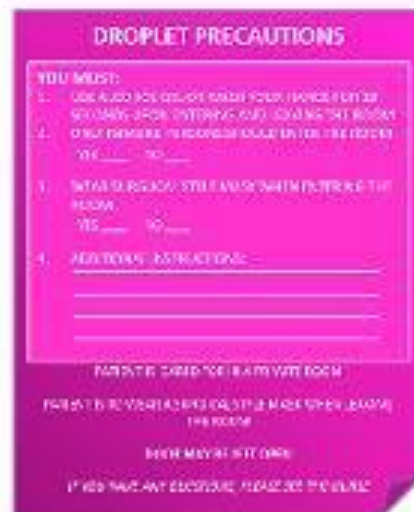 DROPLET PRECAUTIONS
YOU MUST:
1. USE ALCOHOL GEL OR WASH YOUR HANDS FOR
SECONDS UPON ENTERING AND LEAVING THE ROOM
2. ONLY PERSONS SHOULD ENTER THE ROOM
YES____ NO____
3. WEAR SURGICAL STYLE MASK WHEN ENTERING THE
ROOM.
YES____ NO____
4. ADDITIONAL INSTRUCTIONS:
PATIENT IS CARED FOR IN A PRIVATE ROOM
PATIENT IS TO WEAR A SURGICAL STYLE MASK WHEN LEAVING
THE ROOM
DOOR MAY BE LEFT OPEN
IF YOU HAVE ANY QUESTIONS, PLEASE SEE THE NURSE